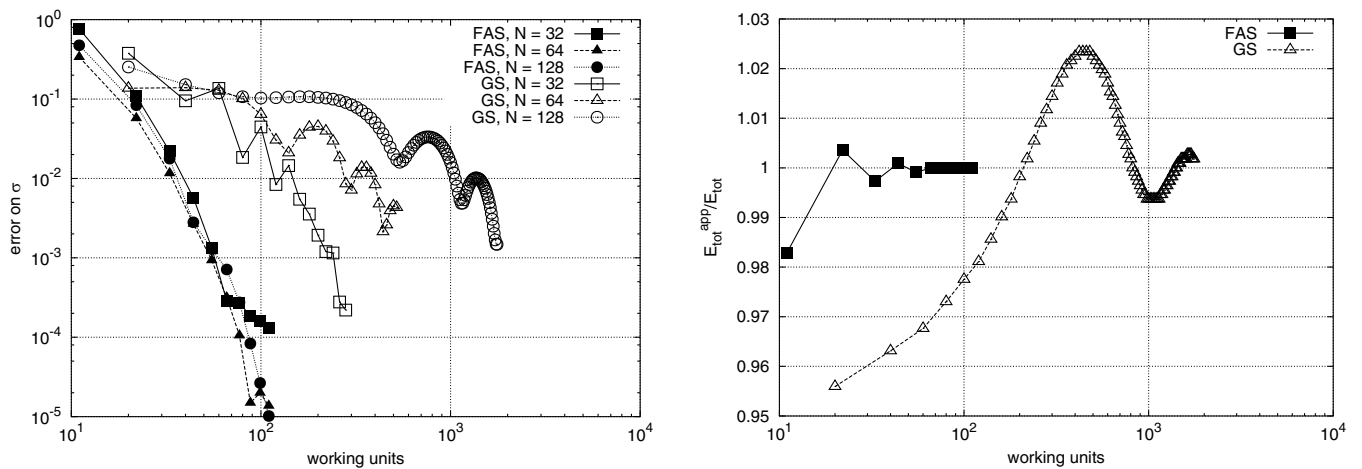 10^0
10^-1
10^-2
10^-3
10^-4
10^-5
error on σ
10^1
10^2
10^3
10^4
working units
FAS, N = 32
FAS, N = 64
FAS, N = 128
GS, N = 32
GS, N = 64
GS, N = 128
1.03
1.02
1.01
1
0.99
0.98
0.97
0.96
0.95
E_tot^app/E_tot
10^1
10^2
10^3
10^4
working units
FAS
GS